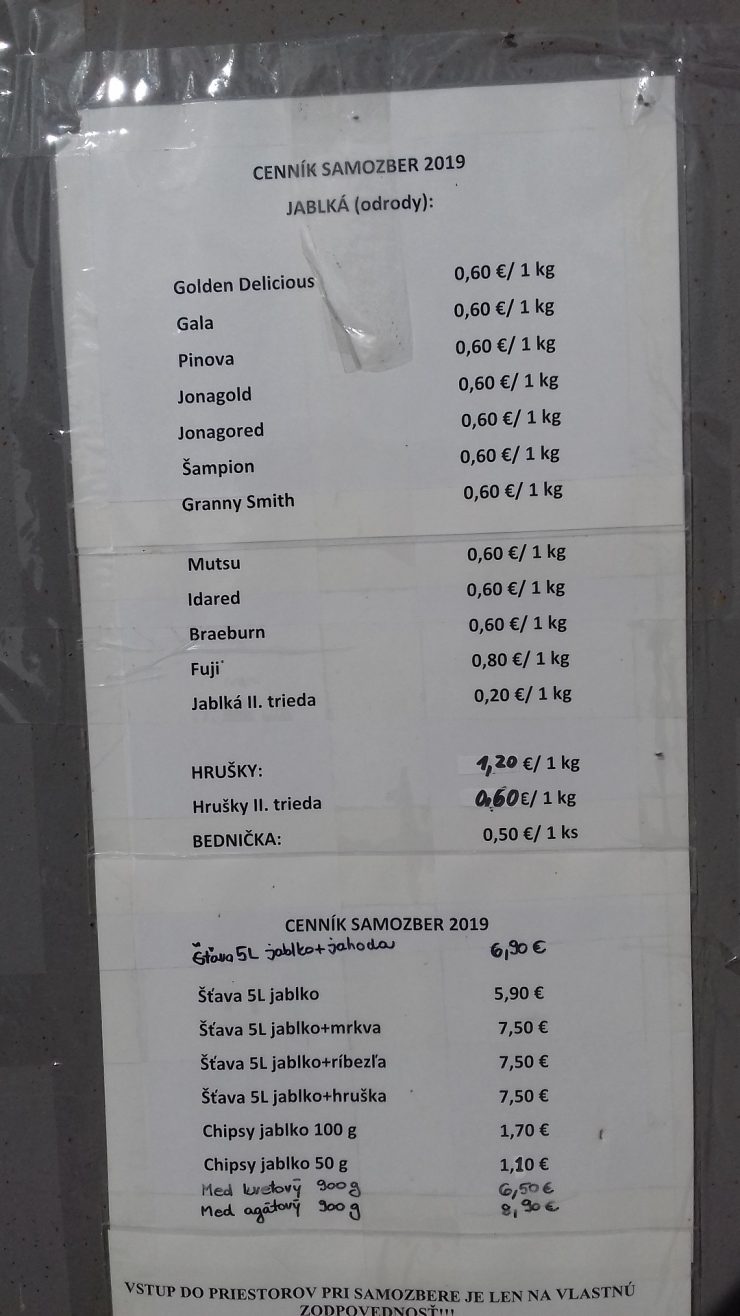 CENNÍK SAMOZBER 2019
JABLKÁ (odrody):
Golden Delicious 0,60 €/ 1 kg
Gala 0,60 €/ 1 kg
Pinova 0,60 €/ 1 kg
Jonagold 0,60 €/ 1 kg
Jonagored 0,60 €/ 1 kg
Šampion 0,60 €/ 1 kg
Granny Smith 0,60 €/ 1 kg
Mutsu 0,60 €/ 1 kg
Idared 0,60 €/ 1 kg
Braeburn 0,60 €/ 1 kg
Fuji 0,80 €/ 1 kg
Jablká II. trieda 0,20 €/ 1 kg
HRUŠKY: 1,20 €/ 1 kg
Hrušky II. trieda 0,60 €/ 1 kg
BEDNIČKA: 0,50 €/ 1 ks
CENNÍK SAMOZBER 2019
Šťava 5L jablko+jahoda 6,90 €
Šťava 5L jablko 5,90 €
Šťava 5L jablko+mrkva 7,50 €
Šťava 5L jablko+ríbezľa 7,50 €
Šťava 5L jablko+hruška 7,50 €
Chipsy jablko 100 g 1,70 €
Chipsy jablko 50 g 1,10 €
Med kvetový 900g 6,50 €
Med agátový 900g 8,90 €
VSTUP DO PRIESTOROV PRI SAMOZBERE JE LEN NA VLASTNÚ
ZODPOVEDNOSŤ!!!